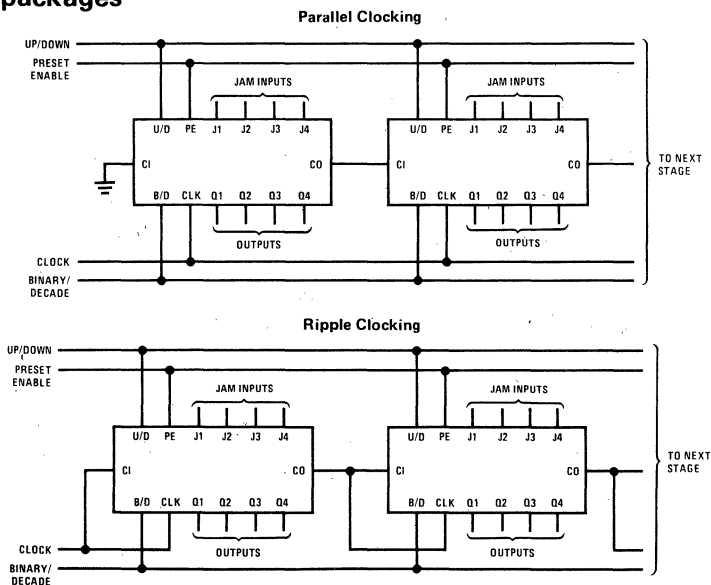 packages
Parallel Clocking
UP/DOWN
PRESET
ENABLE
JAM INPUTS
JAM INPUTS
U/D PE J1 J2 J3 J4
U/D PE J1 J2 J3 J4
CI
CO
CI
CO
TO NEXT
STAGE
B/D CLK Q1 Q2 Q3 Q4
B/D CLK Q1 Q2 Q3 Q4
OUTPUTS
OUTPUTS
CLOCK
BINARY/
DECADE
Ripple Clocking
UP/DOWN
PRESET
ENABLE
JAM INPUTS
JAM INPUTS
U/D PE J1 J2 J3 J4
U/D PE J1 J2 J3 J4
CI
CO
CI
CO
TO NEXT
STAGE
B/D CLK Q1 Q2 Q3 Q4
B/D CLK Q1 Q2 Q3 Q4
OUTPUTS
OUTPUTS
CLOCK
BINARY/
DECADE